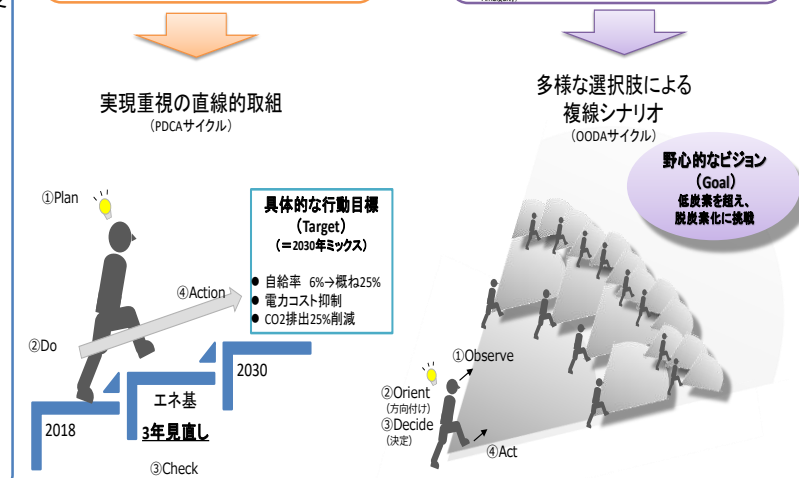 実現重視の直線的取組
(PDCAサイクル)
①Plan
④Action
②Do
具体的な行動目標
(Target)
(＝2030年ミックス)
● 自給率 6%→概ね25%
● 電力コスト抑制
● CO2排出25%削減
2030
エネ基
2018
3年見直し
③Check
多様な選択肢による
複線シナリオ
(OODAサイクル)
野心的なビジョン
(Goal)
低炭素を超え、
脱炭素化に挑戦
①Observe
②Orient
(方向付け)
③Decide
(決定)
④Act